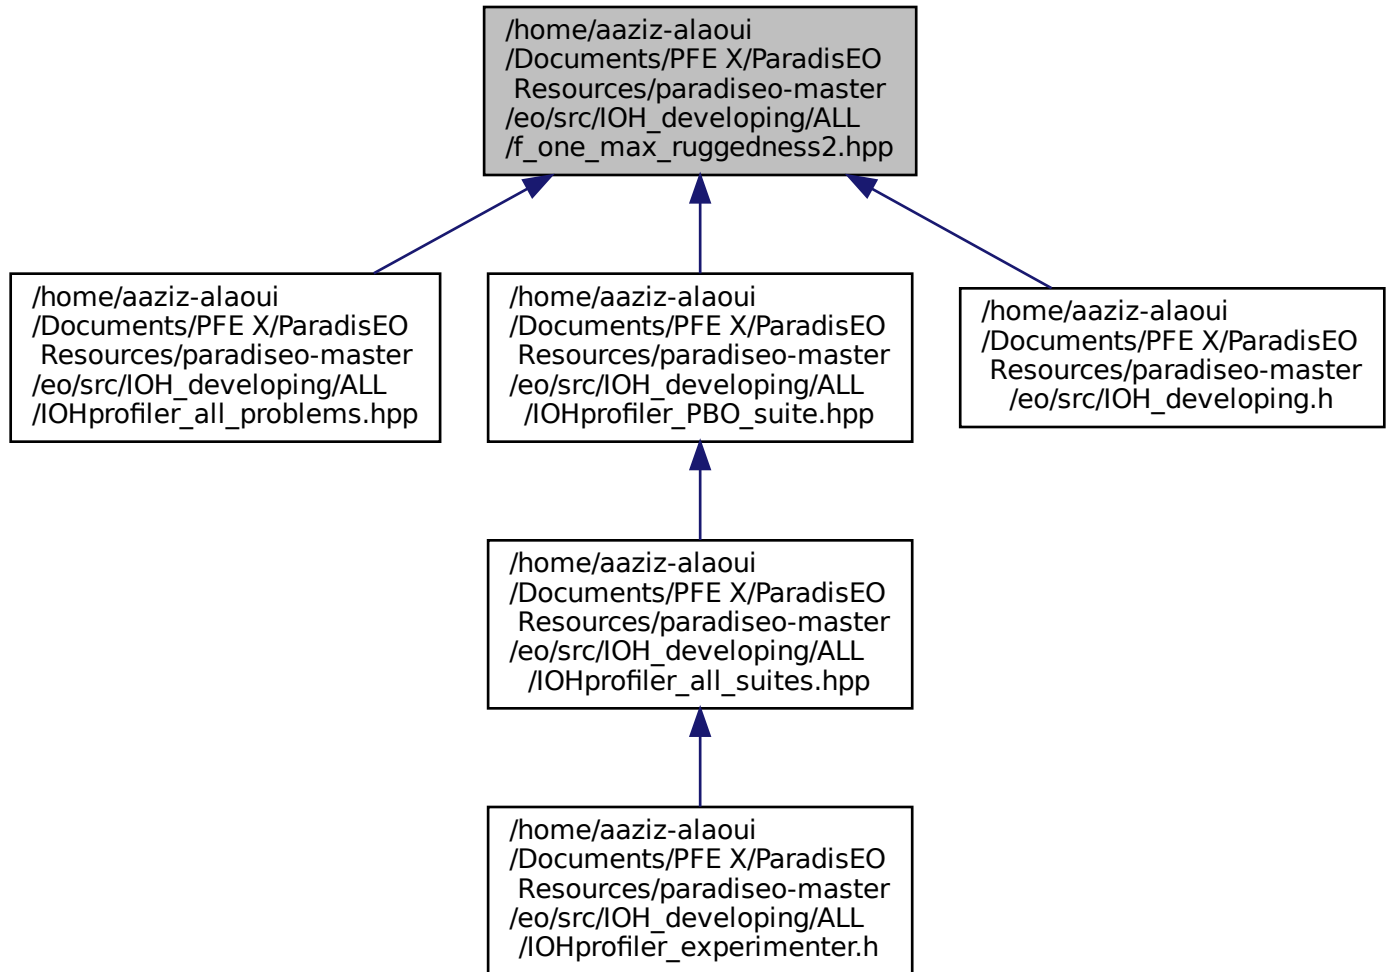 /home/aaziz-alaoui
/Documents/PFE X/ParadisEO
Resources/paradiseo-master
/eo/src/IOH_developing/ALL
/f_one_max_ruggedness2.hpp
/home/aaziz-alaoui
/Documents/PFE X/ParadisEO
Resources/paradiseo-master
/eo/src/IOH_developing/ALL
/IOHprofiler_all_problems.hpp
/home/aaziz-alaoui
/Documents/PFE X/ParadisEO
Resources/paradiseo-master
/eo/src/IOH_developing/ALL
/IOHprofiler_PBO_suite.hpp
/home/aaziz-alaoui
/Documents/PFE X/ParadisEO
Resources/paradiseo-master
/eo/src/IOH_developing.h
/home/aaziz-alaoui
/Documents/PFE X/ParadisEO
Resources/paradiseo-master
/eo/src/IOH_developing/ALL
/IOHprofiler_all_suites.hpp
/home/aaziz-alaoui
/Documents/PFE X/ParadisEO
Resources/paradiseo-master
/eo/src/IOH_developing/ALL
/IOHprofiler_experimenter.h